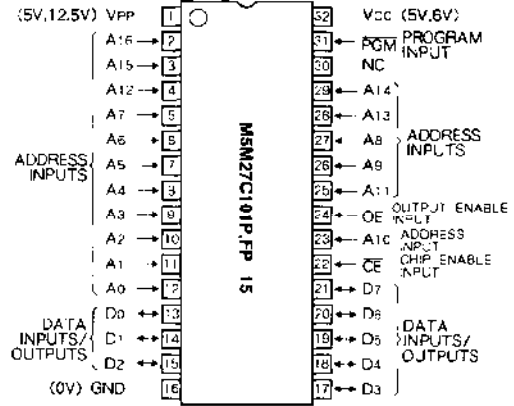 (5V,12.5V) VPP 1 32 VCC (5V,6V)
A16 2 31 PGM PROGRAM INPUT
A15 3 30 NC
A12 4 29 A14
A7 5 28 A13
A6 6 27 A8
ADDRESS INPUTS A5 7 26 A9 ADDRESS INPUTS
A4 8 25 A11
A3 9 24 OE OUTPUT ENABLE INPUT
A2 10 23 A10 ADDRESS INPUT
A1 11 22 CE CHIP ENABLE INPUT
A0 12 21 D7
D0 13 20 D6
DATA INPUTS/ OUTPUTS D1 14 19 D5 DATA INPUTS/ OUTPUTS
D2 15 18 D4
(0V) GND 16 17 D3
M5M27C101P.FP 15